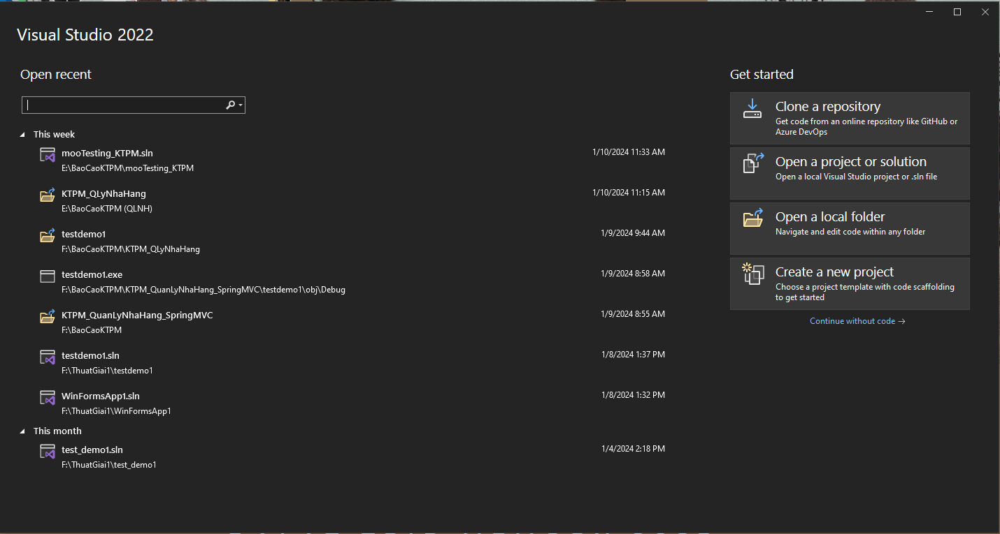 Visual Studio 2022
Open recent
This week
mooTesting_KTPM.sln
1/10/2024 11:33 AM
E:\BaoCaoKTPM\mooTesting_KTPM
KTPM_QLyNhaHang
1/10/2024 11:15 AM
E:\BaoCaoKTPM (QLNH)
testdemo1
1/9/2024 9:44 AM
F:\BaoCaoKTPM\KTPM_QLyNhaHang
testdemo1.exe
1/9/2024 8:58 AM
F:\BaoCaoKTPM\KTPM_QuanLyNhaHang_SpringMVC\testdemo1\obj\Debug
KTPM_QuanLyNhaHang_SpringMVC
1/9/2024 8:55 AM
F:\BaoCaoKTPM
testdemo1.sln
1/8/2024 1:37 PM
F:\ThuatGiai1\testdemo1
WinFormsApp1.sln
1/8/2024 1:32 PM
F:\ThuatGiai1\WinFormsApp1
This month
test_demo1.sln
1/4/2024 2:18 PM
F:\ThuatGiai1\test_demo1
Get started
Clone a repository
Get code from an online repository like GitHub or
Azure DevOps
Open a project or solution
Open a local Visual Studio project or .sln file
Open a local folder
Navigate and edit code within any folder
Create a new project
Choose a project template with code scaffolding
to get started
Continue without code →